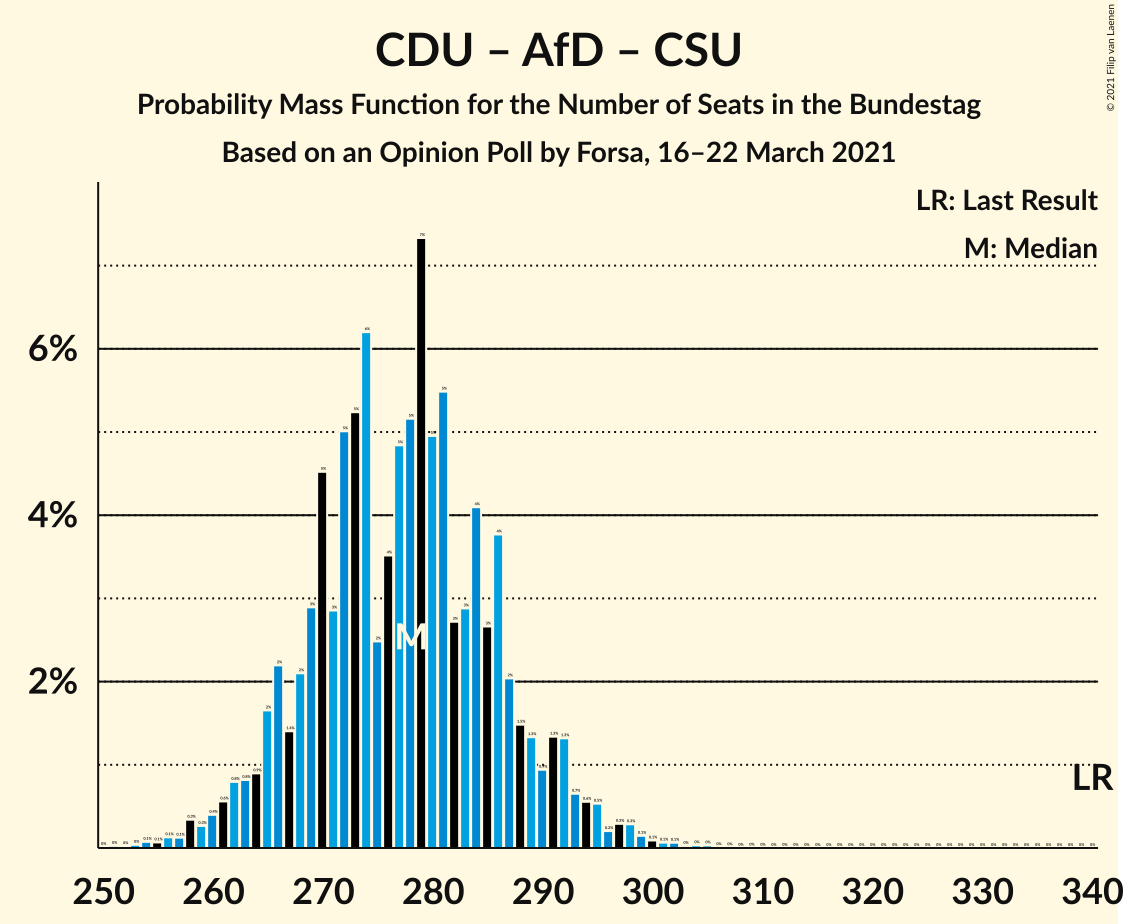 CDU – AfD – CSU
Probability Mass Function for the Number of Seats in the Bundestag
Based on an Opinion Poll by Forsa, 16–22 March 2021
© 2021 Filip van Laenen
LR: Last Result
M: Median
6%
4%
2%
M
LR
250 260 270 280 290 300 310 320 330 340